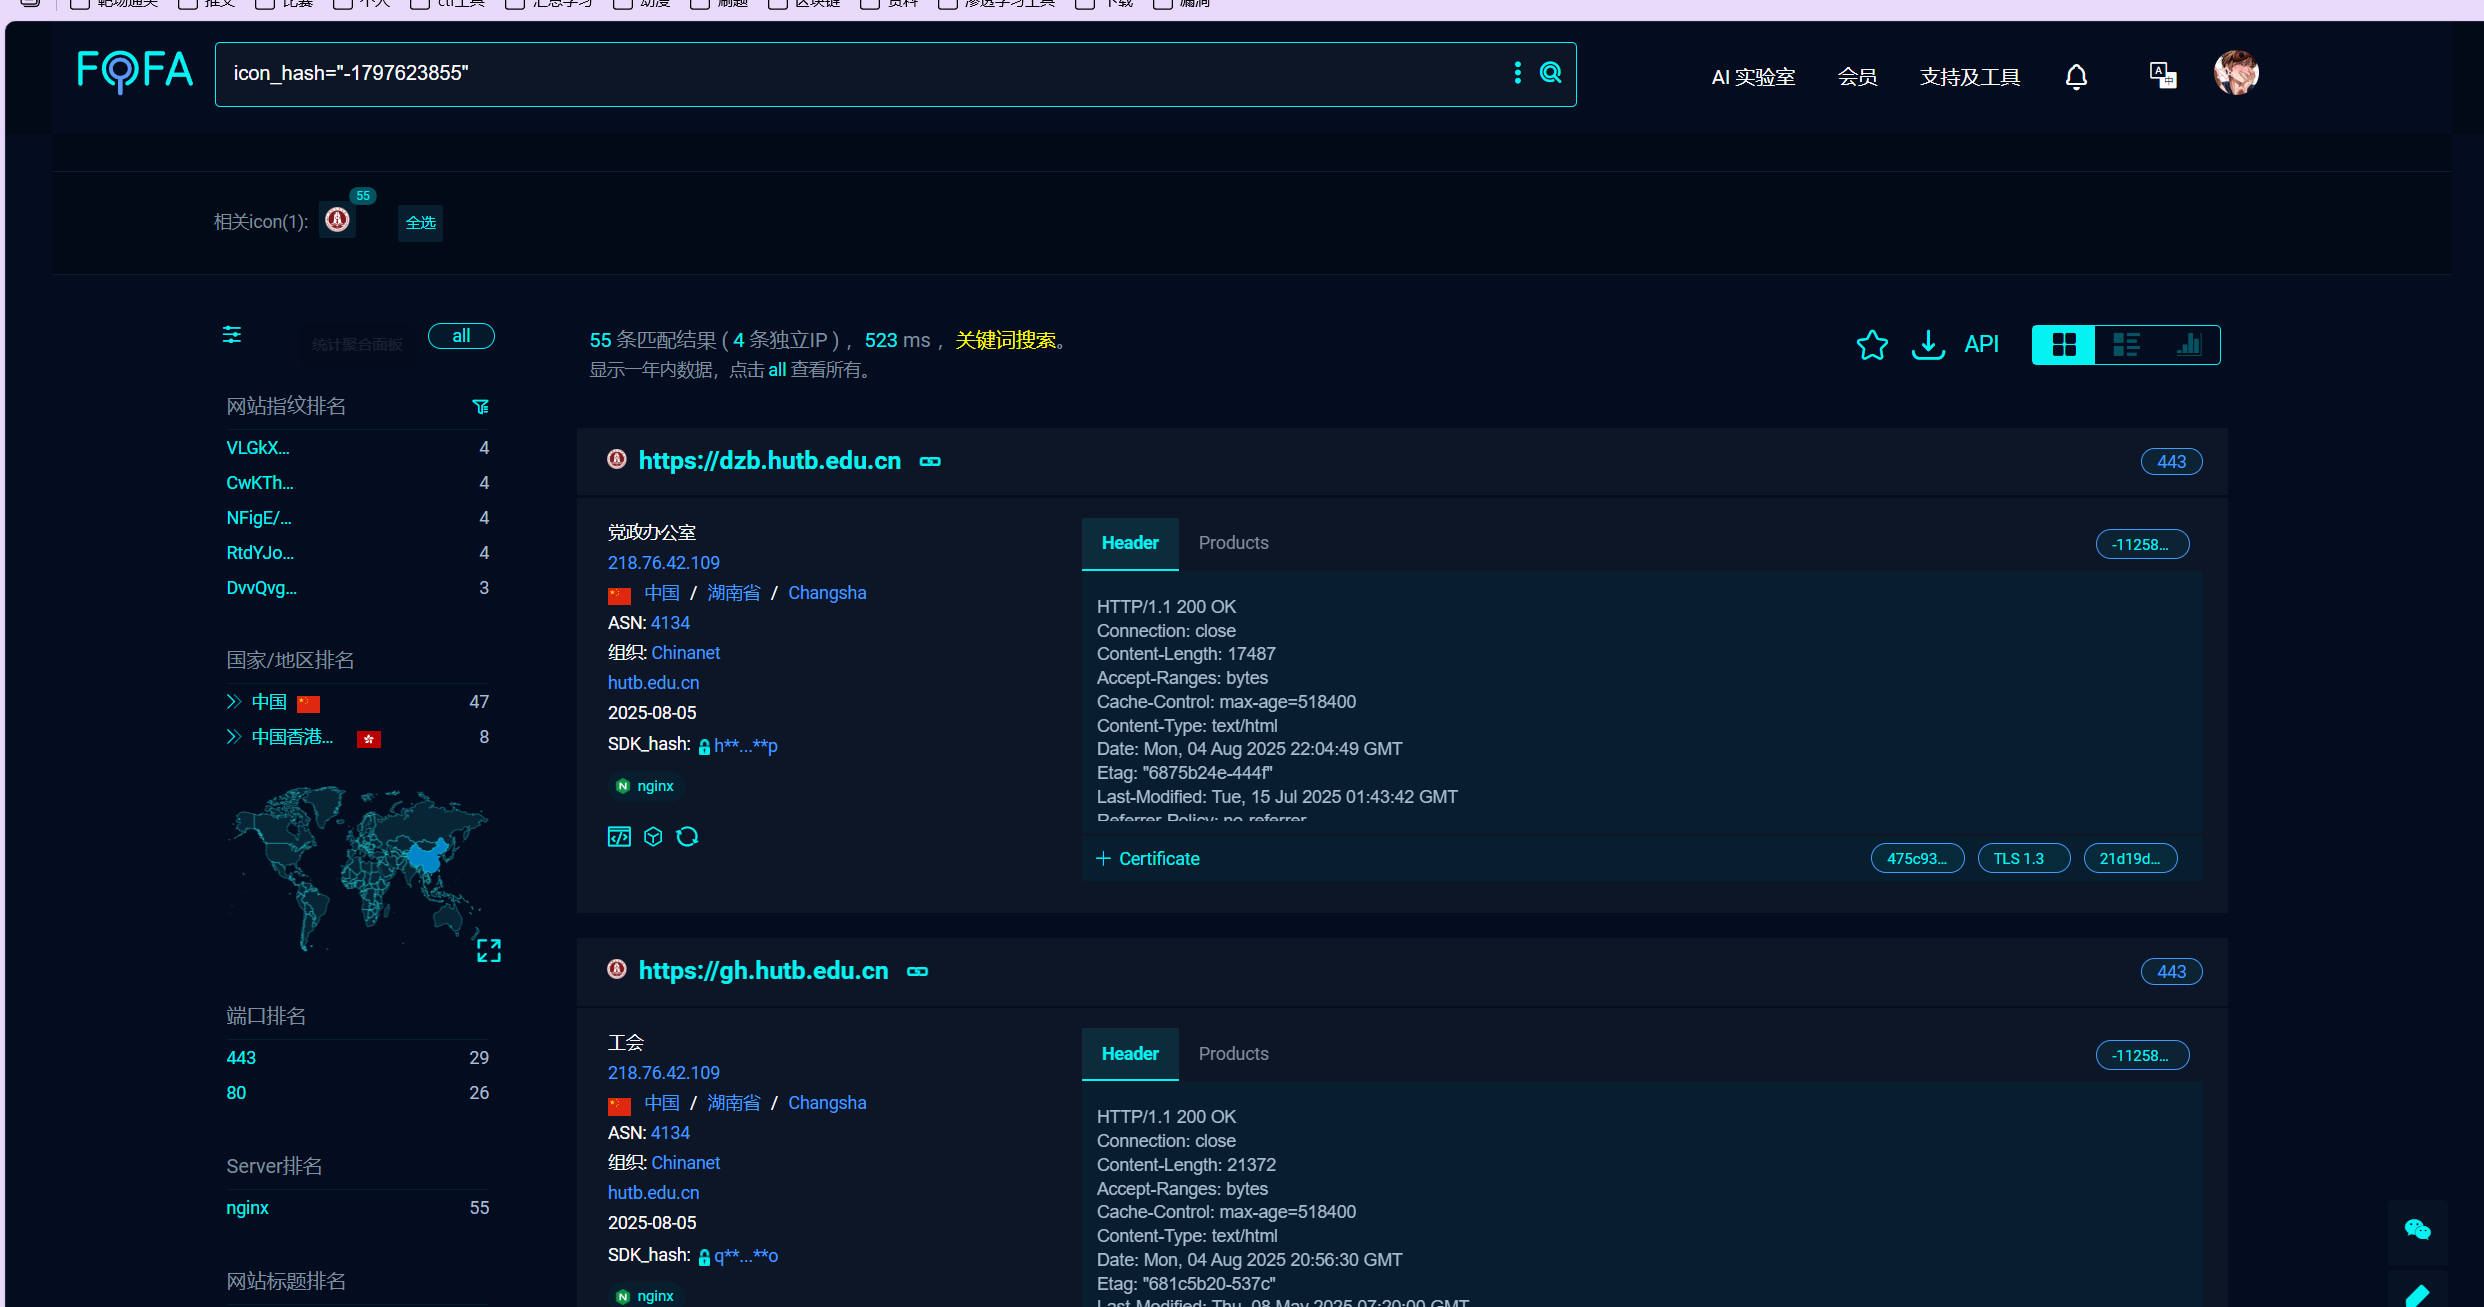 FOFA
icon_hash="-1797623855"
AI 实验室
会员
支持及工具
相关icon(1):
55
全选
统计聚合面板
all
55 条匹配结果 ( 4 条独立IP ) ，523 ms ，关键词搜索。
显示一年内数据，点击 all 查看所有。
API
网站指纹排名
VLGkX... 4
CwKTh... 4
NFigE/... 4
RtdYJo... 4
DvvQvg... 3
国家/地区排名
中国 47
中国香港... 8
端口排名
443 29
80 26
Server排名
nginx 55
网站标题排名
https://dzb.hutb.edu.cn
443
党政办公室
218.76.42.109
中国 / 湖南省 / Changsha
ASN: 4134
组织: Chinanet
hutb.edu.cn
2025-08-05
SDK_hash: h**...**p
nginx
Header
Products
-11258...
HTTP/1.1 200 OK
Connection: close
Content-Length: 17487
Accept-Ranges: bytes
Cache-Control: max-age=518400
Content-Type: text/html
Date: Mon, 04 Aug 2025 22:04:49 GMT
Etag: "6875b24e-444f"
Last-Modified: Tue, 15 Jul 2025 01:43:42 GMT
Referrer-Policy: no-referrer
Certificate
475c93...
TLS 1.3
21d19d...
https://gh.hutb.edu.cn
443
工会
218.76.42.109
中国 / 湖南省 / Changsha
ASN: 4134
组织: Chinanet
hutb.edu.cn
2025-08-05
SDK_hash: q**...**o
nginx
Header
Products
-11258...
HTTP/1.1 200 OK
Connection: close
Content-Length: 21372
Accept-Ranges: bytes
Cache-Control: max-age=518400
Content-Type: text/html
Date: Mon, 04 Aug 2025 20:56:30 GMT
Etag: "681c5b20-537c"
Last-Modified: Thu, 08 May 2025 07:20:00 GMT